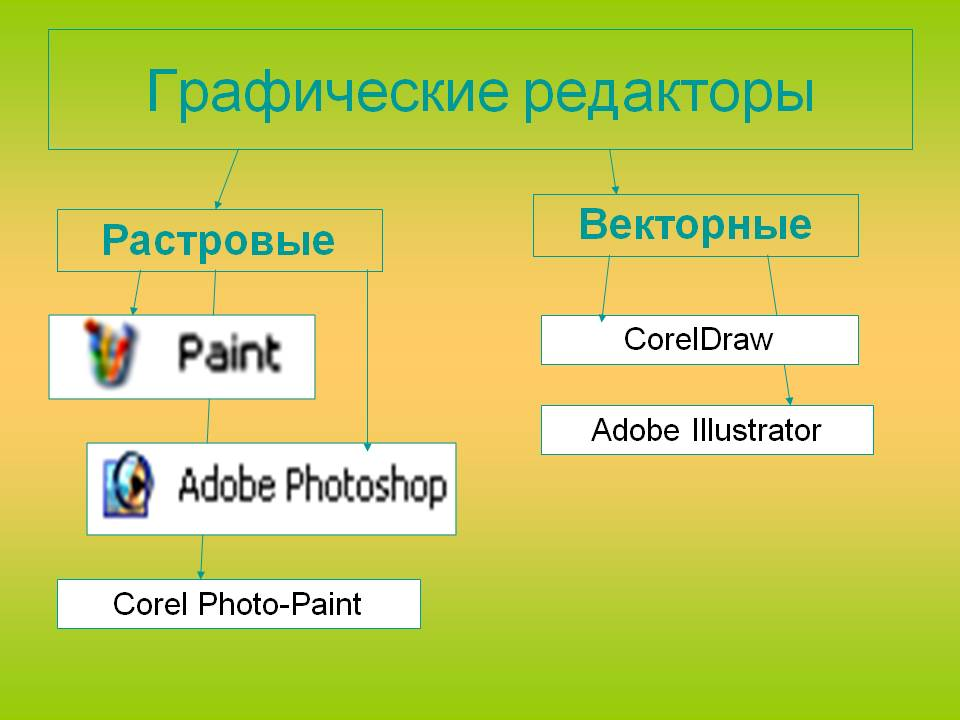 Графические редакторы
Растровые
Paint
Adobe Photoshop
Corel Photo-Paint
Векторные
CorelDraw
Adobe Illustrator